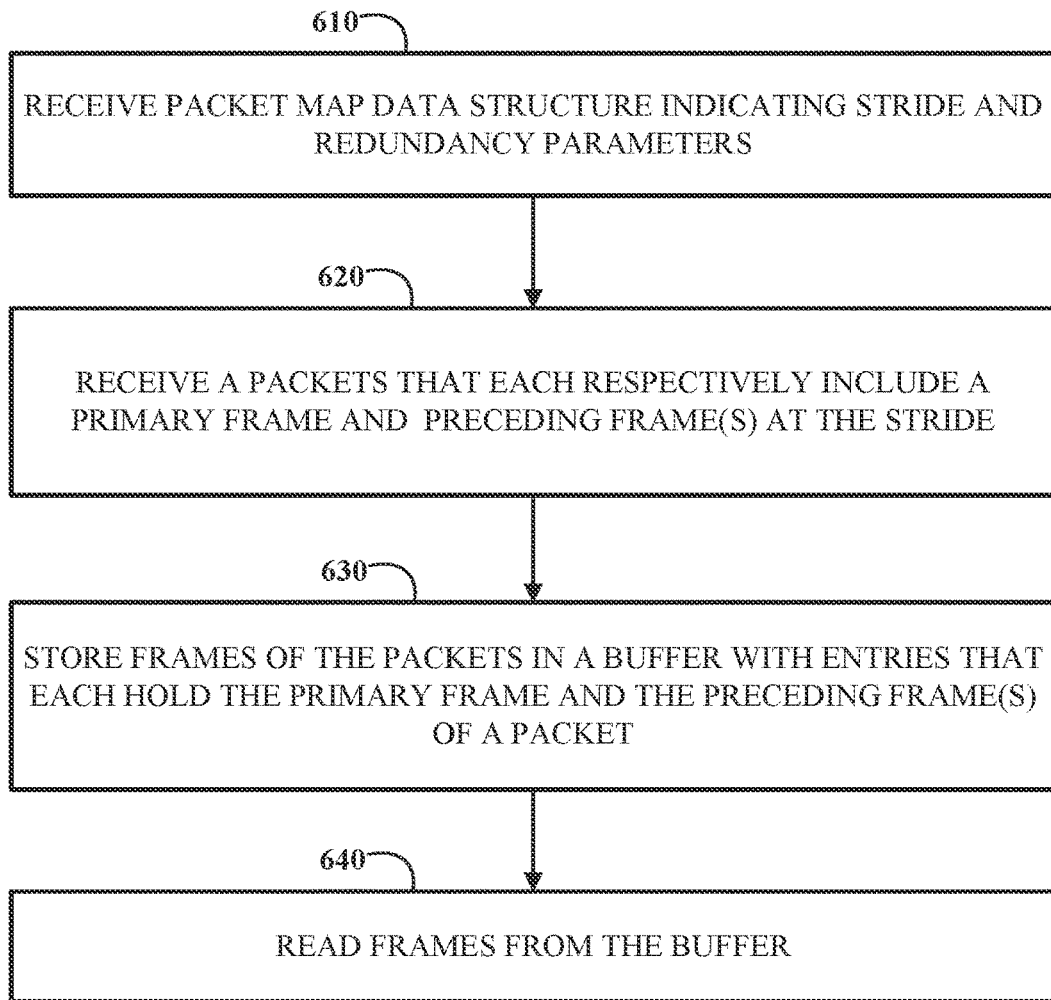 610
RECEIVE PACKET MAP DATA STRUCTURE INDICATING STRIDE AND
REDUNDANCY PARAMETERS
620
RECEIVE A PACKETS THAT EACH RESPECTIVELY INCLUDE A
PRIMARY FRAME AND PRECEDING FRAME(S) AT THE STRIDE
630
STORE FRAMES OF THE PACKETS IN A BUFFER WITH ENTRIES THAT
EACH HOLD THE PRIMARY FRAME AND THE PRECEDING FRAME(S)
OF A PACKET
640
READ FRAMES FROM THE BUFFER